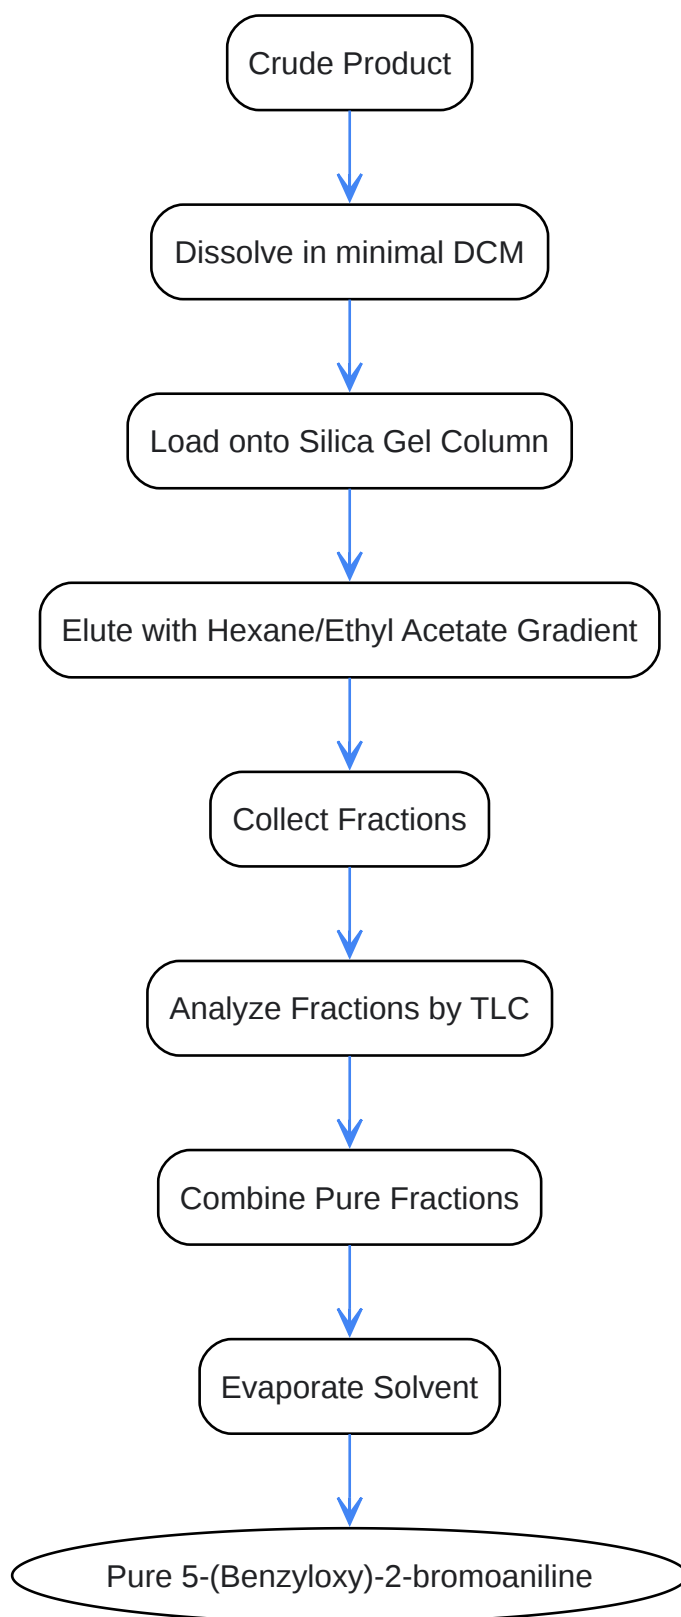 Crude Product
Dissolve in minimal DCM
Load onto Silica Gel Column
Elute with Hexane/Ethyl Acetate Gradient
Collect Fractions
Analyze Fractions by TLC
Combine Pure Fractions
Evaporate Solvent
Pure 5-(Benzyloxy)-2-bromoaniline